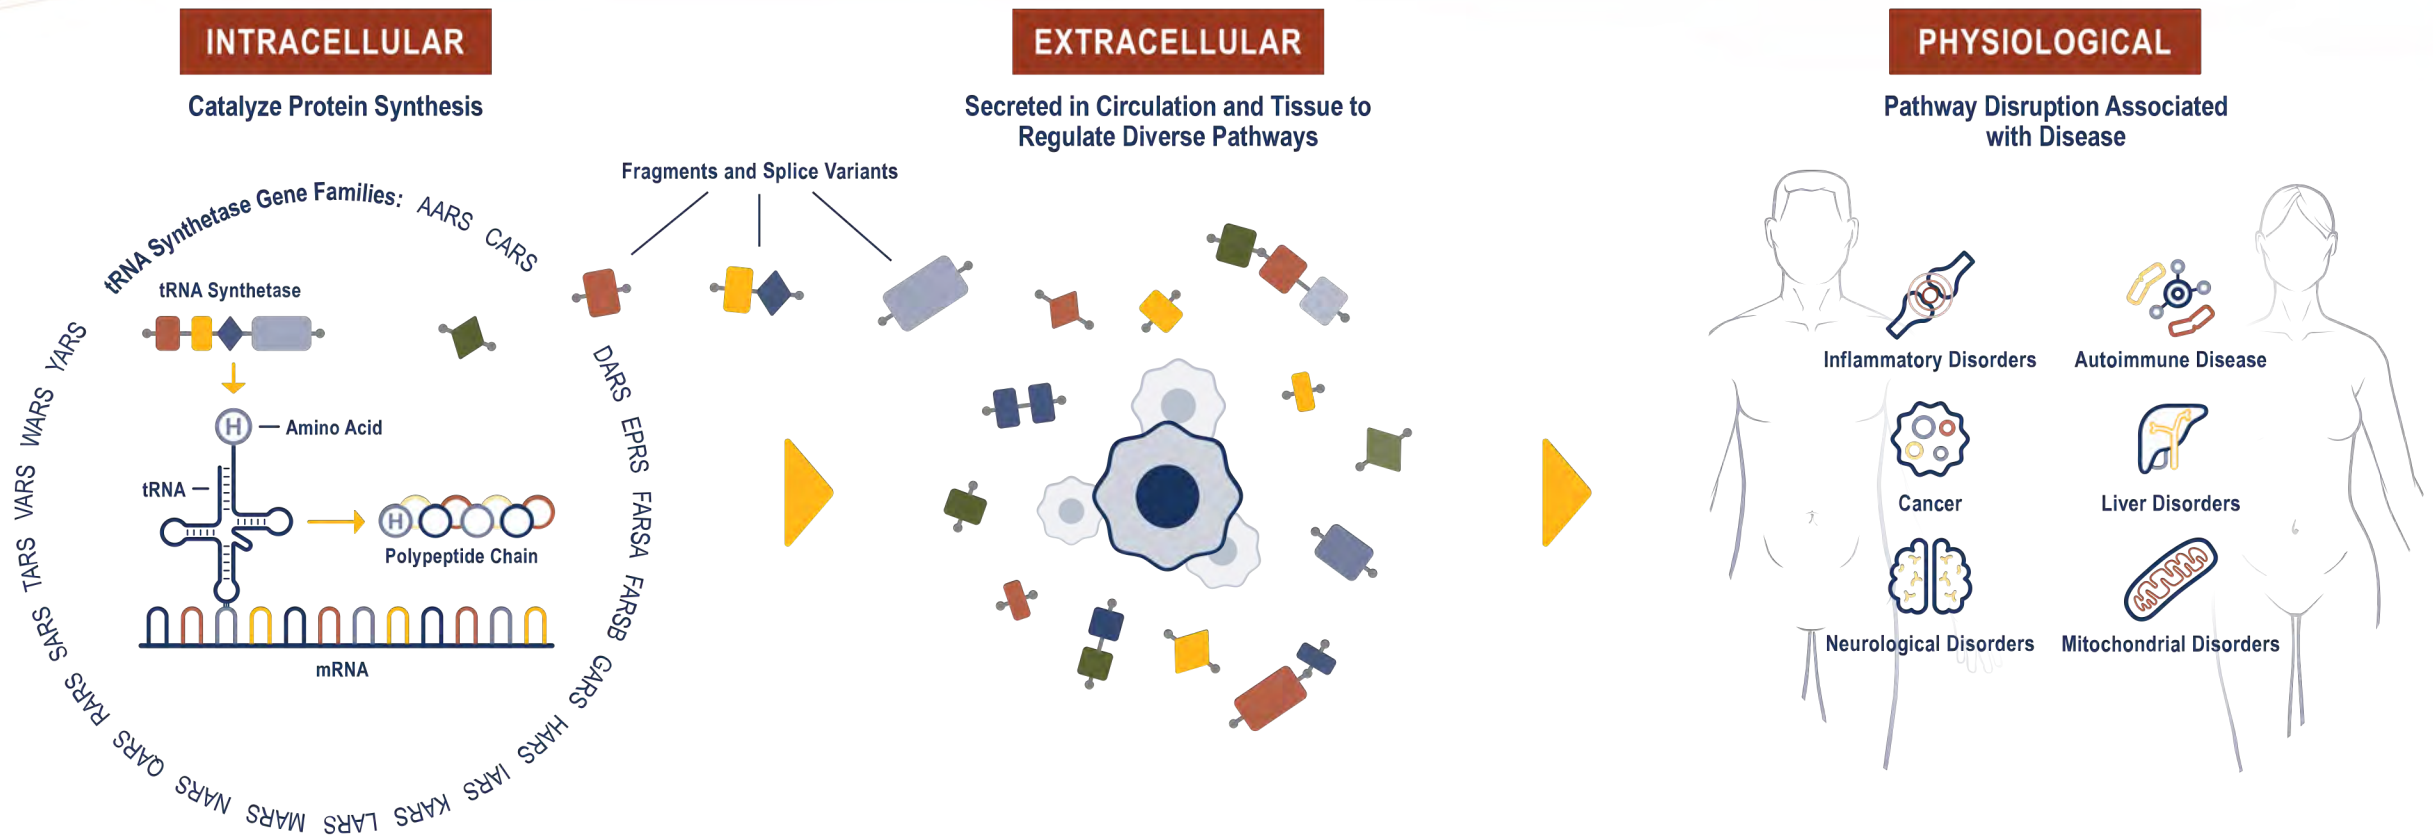 INTRACELLULAR
Catalyze Protein Synthesis
tRNA Synthetase Gene Families: AARS CARS
DARS EPRS FARSA FARSB GARS HARS IARS KARS LARS MARS NARS QARS RARS SARS TARS VARS WARS YARS
tRNA Synthetase
H
Amino Acid
tRNA
H
Polypeptide Chain
mRNA
Fragments and Splice Variants
EXTRACELLULAR
Secreted in Circulation and Tissue to
Regulate Diverse Pathways
PHYSIOLOGICAL
Pathway Disruption Associated
with Disease
Inflammatory Disorders
Autoimmune Disease
Cancer
Liver Disorders
Neurological Disorders
Mitochondrial Disorders